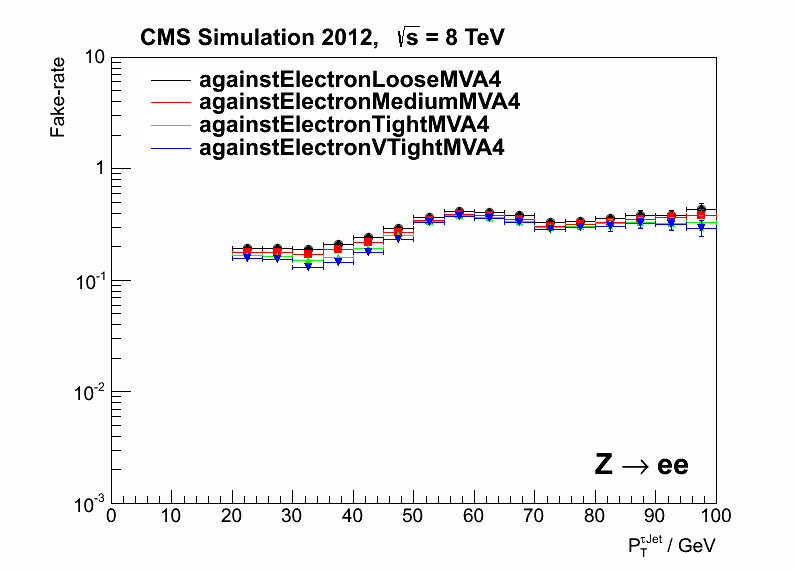 CMS Simulation 2012, √s = 8 TeV
Fake-rate
againstElectronLooseMVA4
againstElectronMediumMVA4
againstElectronTightMVA4
againstElectronVTightMVA4
10
1
10^-1
10^-2
10^-3
Z → ee
0 10 20 30 40 50 60 70 80 90 100
P_T^τJet / GeV